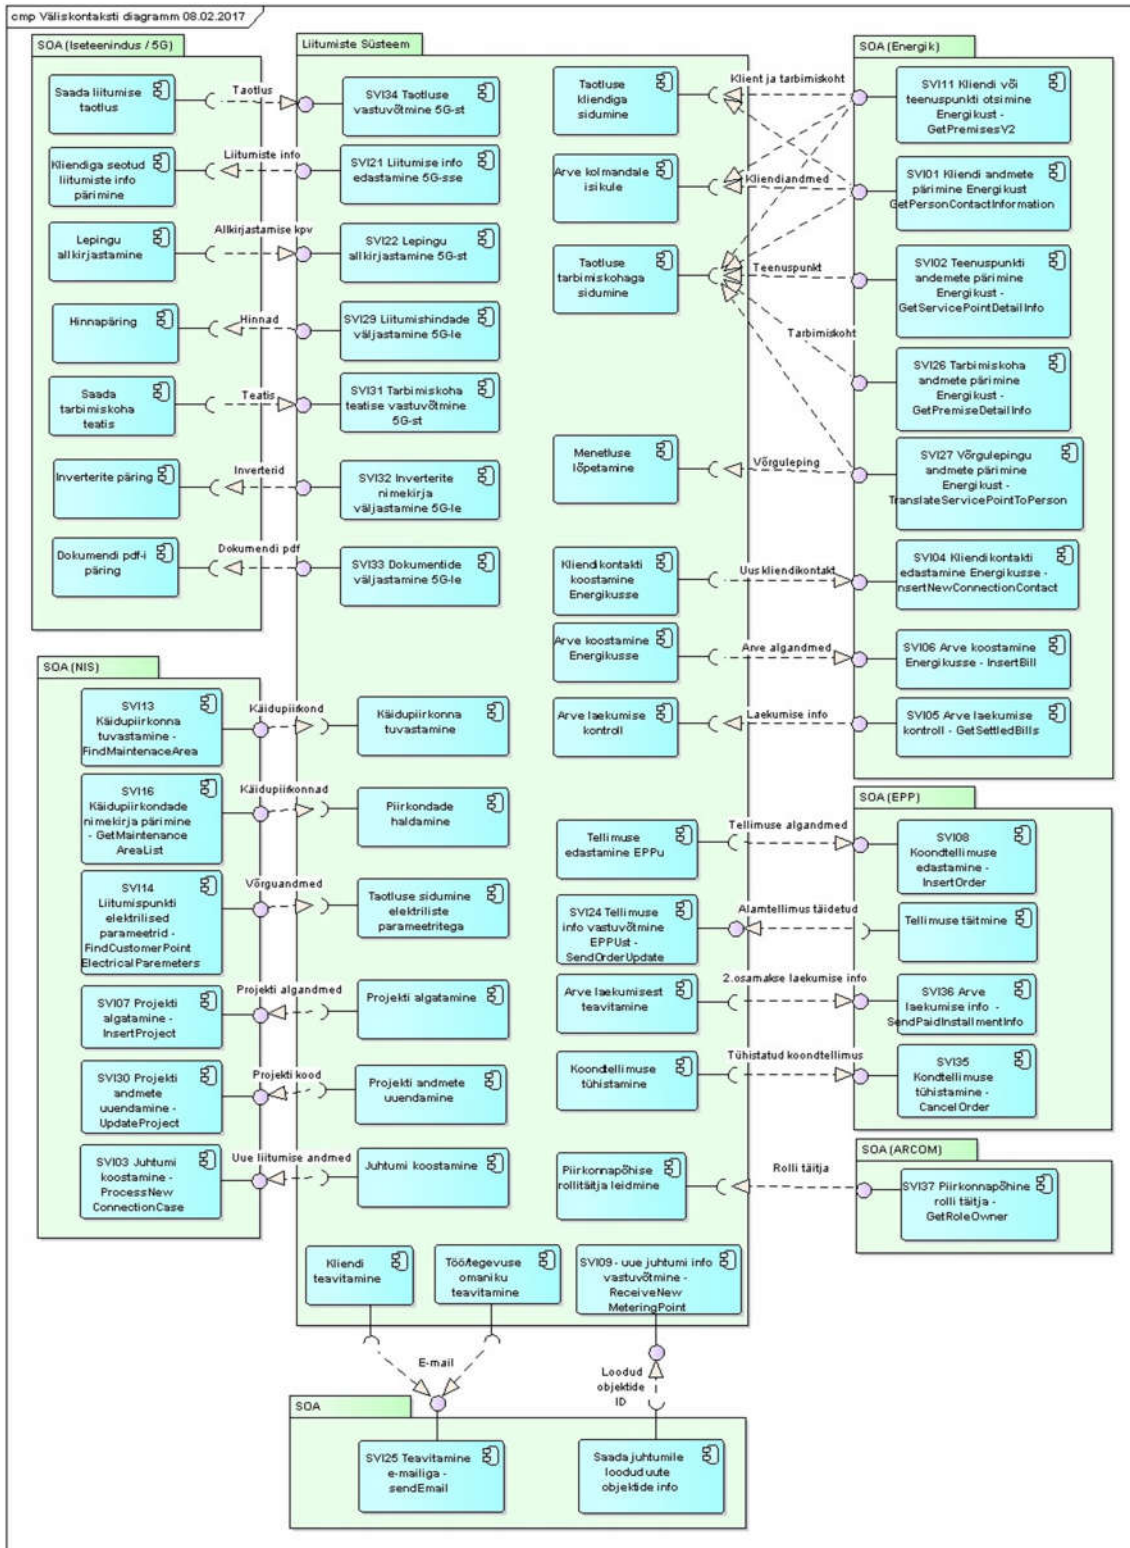 cmp Väliskontaksti diagramm 08.02.2017
SOA (Iseteenindus / 5G)
Saada liitumise
taotlus
Taotlus
Kliendiga seotud
liitumiste info
pärimine
Liitumiste info
Lepingu
allkirjastamine
Allkirjastamise kpv
Hinnapäring
Hinnad
Saada
tarbimiskoha
teatis
Teatis
Inverterite päring
Inverterid
Dokumendi pdf-i
päring
Dokumendi pdf
Liitumiste Süsteem
SVI34 Taotluse
vastuvõtmine 5G-st
SVI21 Liitumise info
edastamine 5G-sse
SVI22 Lepingu
allkirjastamine 5G-st
SVI29 Liitumishindade
väljastamine 5G-le
SVI31 Tarbimiskoha
teatise vastuvõtmine
5G-st
SVI32 Inverterite
nimekirja
väljastamine 5G-le
SVI33 Dokumentide
väljastamine 5G-le
Taotluse
kliendiga
sidumine
Arve kolmandale
isikule
Taotluse
tarbimiskohaga
sidumine
Menetluse
lõpetamine
Kliendikontakti
koostamine
Energikusse
Arve koostamine
Energikusse
Arve laekumise
kontroll
Klient ja tarbimiskoht
Kliendiandmed
Teenuspunkt
Tarbimiskoht
Võrguleping
Uus kliendikontakt
Arve algandmed
Laekumise info
SOA (Energik)
SVI11 Kliendi või
teenuspunkti otsimine
Energikust -
GetPremisesV2
SVI01 Kliendi andmete
pärimine Energikust
GetPersonContactInformation
SVI02 Teenuspunkti
andemete pärimine
Energikust -
GetServicePointDetailInfo
SVI26 Tarbimiskoha
andmete pärimine
Energikust -
GetPremiseDetailInfo
SVI27 Võrgulepingu
andmete pärimine
Energikust -
TranslateServicePointToPerson
SVI04 Kliendikontakti
edastamine Energikusse -
InsertNewConnectionContact
SVI06 Arve koostamine
Energikusse - InsertBill
SVI05 Arve laekumise
kontroll - GetSettledBills
SOA (NIS)
SVI13
Käidupiirkonna
tuvastamine -
FindMaintenaceArea
Käidupiirkond
Käidupiirkonna
tuvastamine
SVI16
Käidupiirkondade
nimekirja pärimine
- GetMaintenance
AreaList
Käidupiirkonnad
Piirkondade
haldamine
SVI14
Liitumispunkti
elektrilised
parameetrid -
FindCustomerPoint
ElectricalParemeters
Võrguandmed
Taotluse sidumine
elektriliste
parameetritega
SVI07 Projekti
algatamine -
InsertProject
Projekti algandmed
Projekti algatamine
SVI30 Projekti
andmete
uuendamine -
UpdateProject
Projekti kood
Projekti andmete
uuendamine
SVI03 Juhtumi
koostamine -
ProcessNew
ConnectionCase
Uue liitumise andmed
Juhtumi koostamine
Tellimuse
edastamine EPPu
SVI24 Tellimuse
info vastuvõtmine
EPPUst -
SendOrderUpdate
Arve laekumisest
teavitamine
Koondtellimuse
tühistamine
Piirkonnapõhise
rollitäitja leidmine
Tellimuse algandmed
Alamtellimus täidetud
2.osamakse laekumise info
Tühistatud koondtellimus
Rolli täitja
SOA (EPP)
SVI08
Koondtellimuse
edastamine -
InsertOrder
Tellimuse täitmine
SVI36 Arve
laekumise info -
SendPaidInstallmentInfo
SVI35
Kondtellimuse
tühistamine -
CancelOrder
SOA (ARCOM)
SVI37 Piirkonnapõhine
rolli täitja -
GetRoleOwner
Kliendi
teavitamine
Töö/tegevuse
omaniku
teavitamine
SVI09 - uue juhtumi info
vastuvõtmine -
ReceiveNew
MeteringPoint
E-mail
Loodud
objektide
ID
SOA
SVI25 Teavitamine
e-mailiga -
sendEmail
Saada juhtumile
loodud uute
objektide info